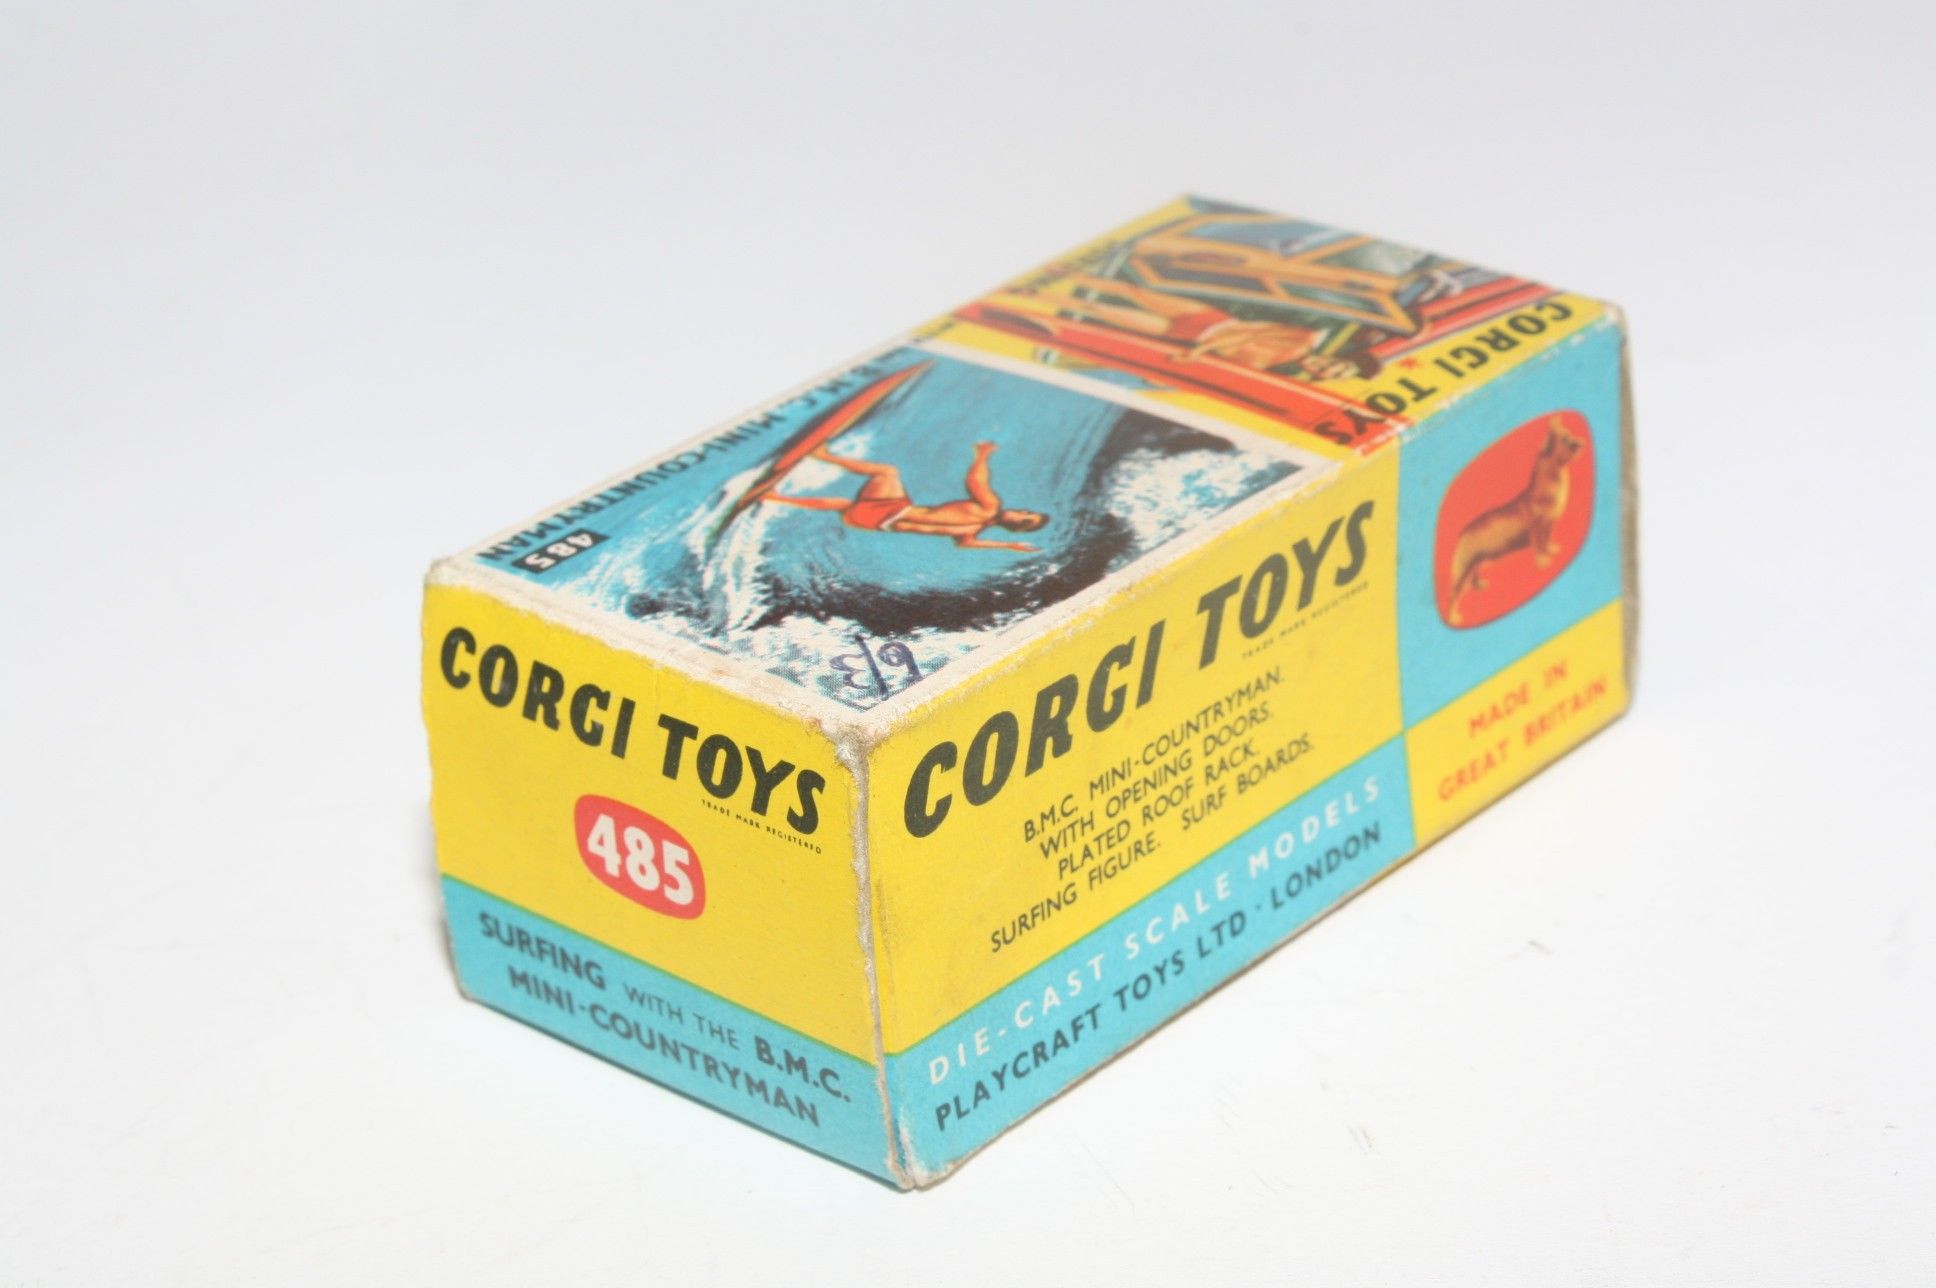 CORGI TOYS
B.M.C. MINI-COUNTRYMAN
485
6/3
CORGI TOYS
TRADE MARK REGISTERED
485
SURFING WITH THE B.M.C.
MINI-COUNTRYMAN
CORGI TOYS
TRADE MARK REGISTERED
B.M.C. MINI-COUNTRYMAN.
WITH OPENING DOORS.
PLATED ROOF RACK.
SURFING FIGURE. SURF BOARDS.
DIE-CAST SCALE MODELS
PLAYCRAFT TOYS LTD · LONDON
MADE IN
GREAT BRITAIN